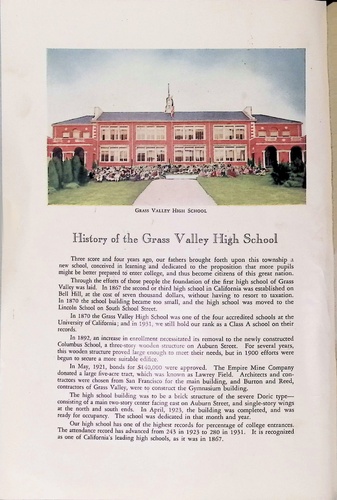 GRASS VALLEY HIGH SCHOOL
History of the Grass Valley High School
Three score and four years ago, our fathers brought forth upon this township a
new school, conceived in learning and dedicated to the proposition that more pupils
might be better prepared to enter college, and thus become citizens of this great nation.
Through the efforts of those people the foundation of the first high school of Grass
Valley was laid. In 1867 the second or third high school in California was established on
Bell Hill, at the cost of seven thousand dollars, without having to resort to taxation.
In 1870 the school building became too small, and the high school was moved to the
Lincoln School on South School Street.
In 1870 the Grass Valley High School was one of the four accredited schools at the
University of California; and in 1931, we still hold our rank as a Class A school on their
records.
In 1892, an increase in enrollment necessitated its removal to the newly constructed
Columbus School, a three-story wooden structure on Auburn Street. For several years,
this wooden structure proved large enough to meet their needs, but in 1900 efforts were
begun to secure a more suitable edifice.
In May, 1921, bonds for $140,000 were approved. The Empire Mine Company
donated a large five-acre tract, which was known as Lawrey Field. Architects and con-
tractors were chosen from San Francisco for the main building, and Burton and Reed,
contractors of Grass Valley, were to construct the Gymnasium building.
The high school building was to be a brick structure of the severe Doric type—
consisting of a main two-story center facing east on Auburn Street, and single-story wings
at the north and south ends. In April, 1923, the building was completed, and was
ready for occupancy. The school was dedicated in that month and year.
Our high school has one of the highest records for percentage of college entrances.
The attendance record has advanced from 243 in 1923 to 280 in 1931. It is recognized
as one of California's leading high schools, as it was in 1867.